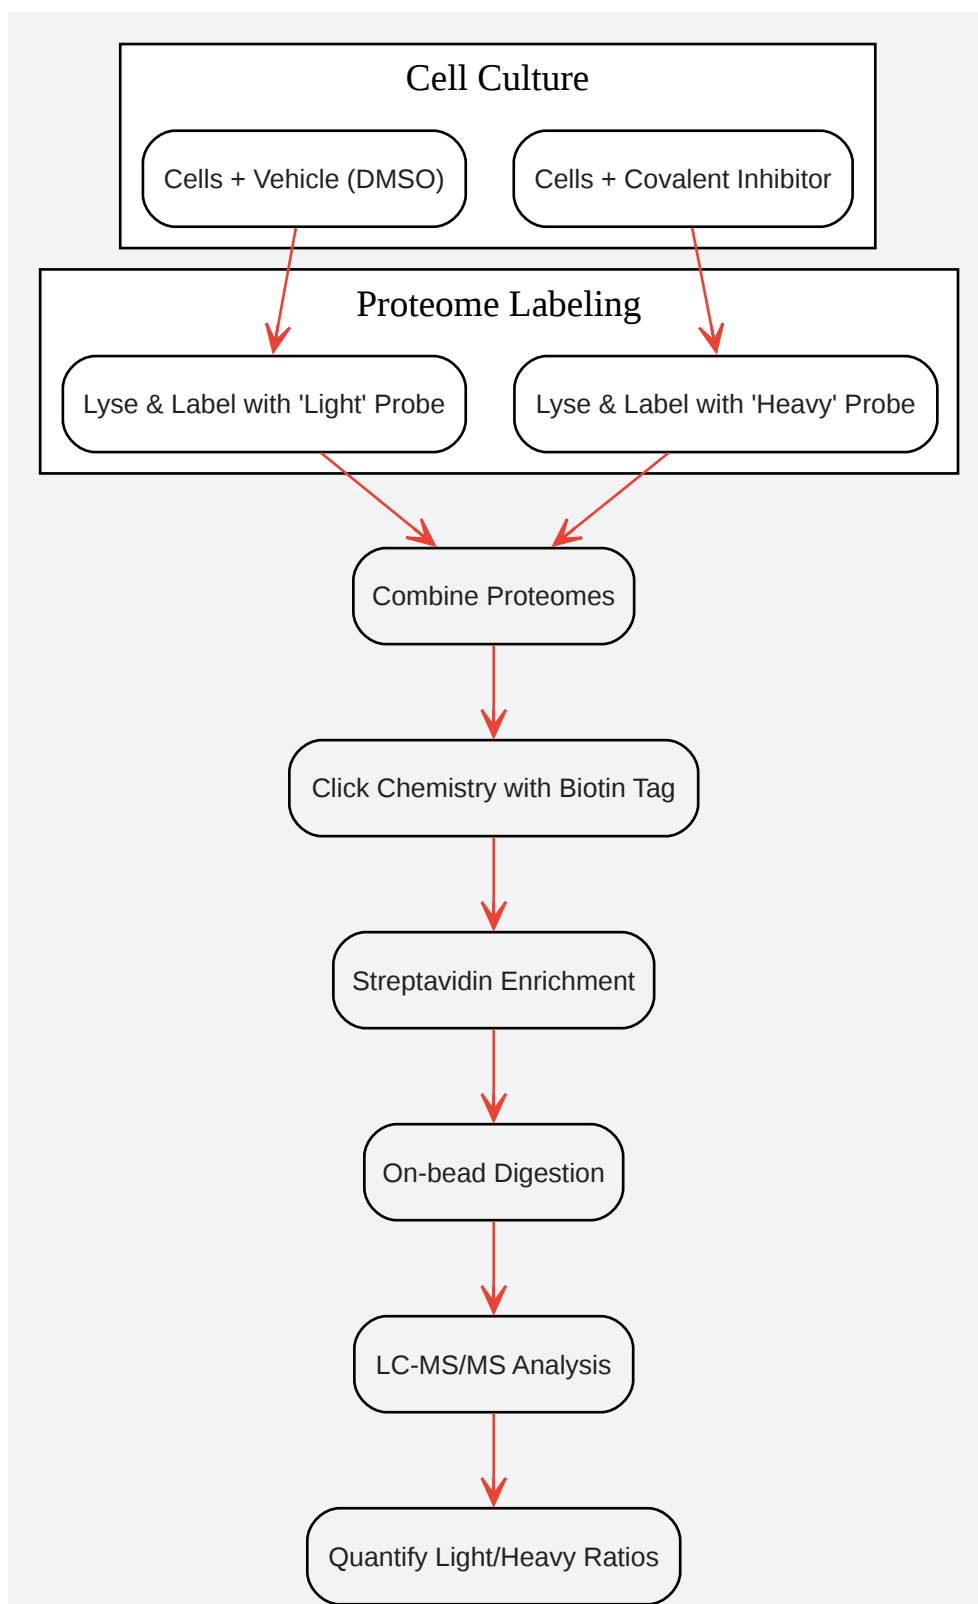 Cell Culture
Cells + Vehicle (DMSO)
Cells + Covalent Inhibitor
Proteome Labeling
Lyse & Label with 'Light' Probe
Lyse & Label with 'Heavy' Probe
Combine Proteomes
Click Chemistry with Biotin Tag
Streptavidin Enrichment
On-bead Digestion
LC-MS/MS Analysis
Quantify Light/Heavy Ratios